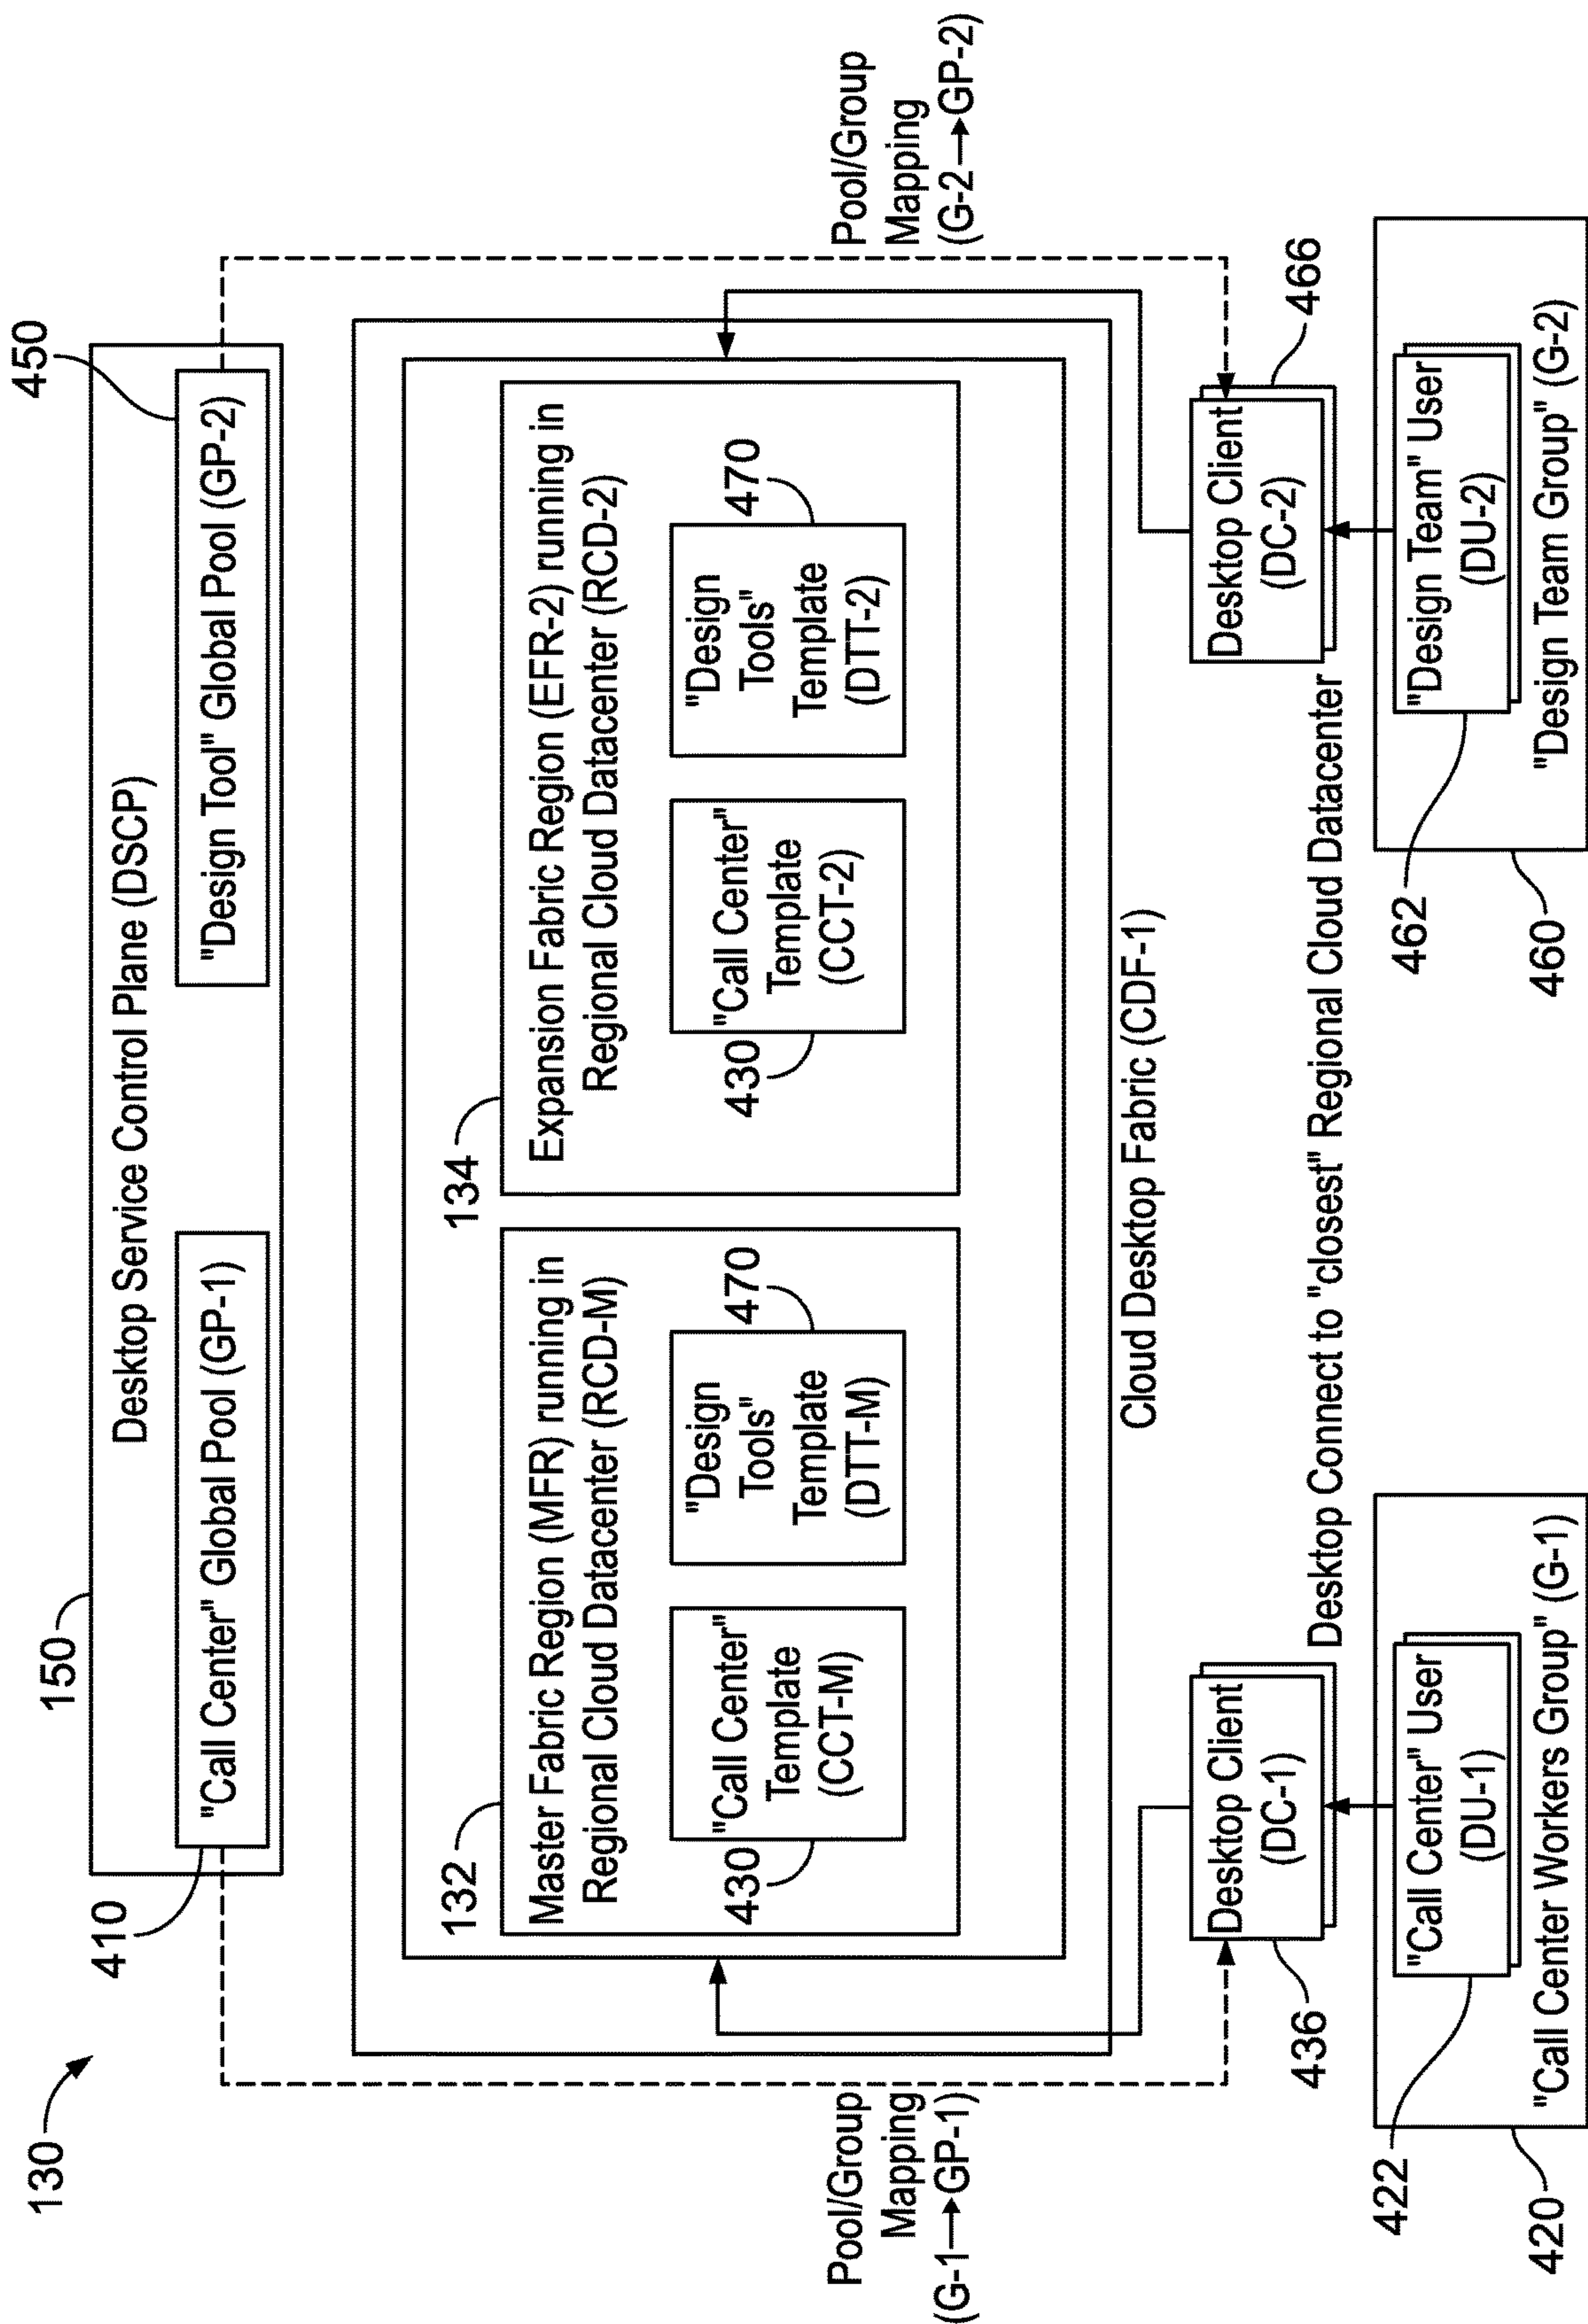 130
150
Desktop Service Control Plane (DSCP)
410
"Call Center" Global Pool (GP-1)
450
"Design Tool" Global Pool (GP-2)
132
Master Fabric Region (MFR) running in
Regional Cloud Datacenter (RCD-M)
430
"Call Center"
Template
(CCT-M)
470
"Design
Tools"
Template
(DTT-M)
134
Expansion Fabric Region (EFR-2) running in
Regional Cloud Datacenter (RCD-2)
430
"Call Center"
Template
(CCT-2)
470
"Design
Tools"
Template
(DTT-2)
Cloud Desktop Fabric (CDF-1)
Pool/Group
Mapping
(G-1→GP-1)
Pool/Group
Mapping
(G-2→GP-2)
436
Desktop Client
(DC-1)
Desktop Connect to "closest" Regional Cloud Datacenter
Desktop Client
(DC-2)
466
422
"Call Center" User
(DU-1)
420
"Call Center Workers Group" (G-1)
462
"Design Team" User
(DU-2)
460
"Design Team Group" (G-2)